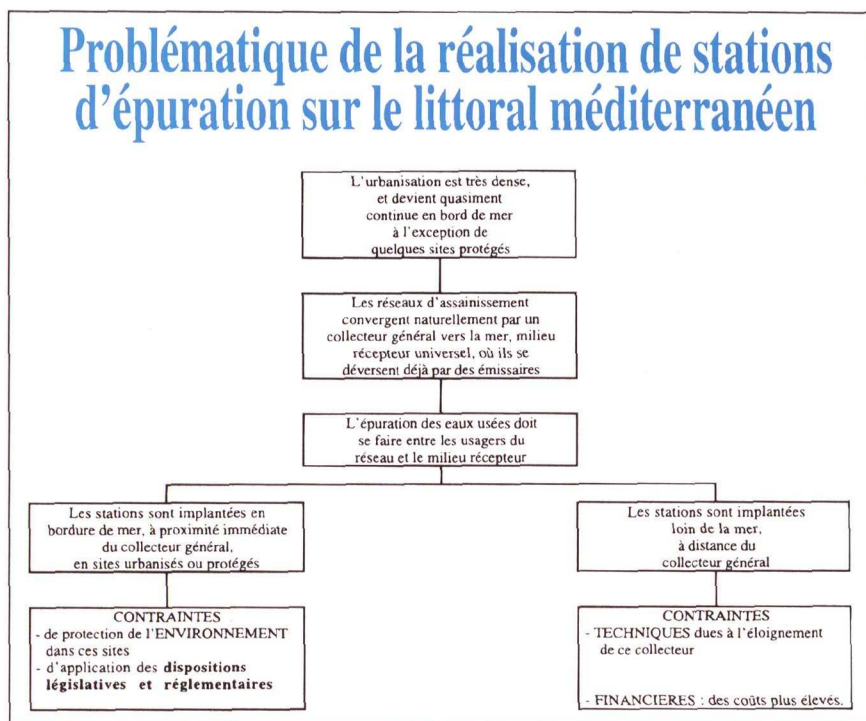 Problématique de la réalisation de stations
d'épuration sur le littoral méditerranéen
L'urbanisation est très dense,
et devient quasiment
continue en bord de mer
à l'exception de
quelques sites protégés
Les réseaux d'assainissement
convergent naturellement par un
collecteur général vers la mer, milieu
récepteur universel, où ils se
déversent déjà par des émissaires
L'épuration des eaux usées doit
se faire entre les usagers du
réseau et le milieu récepteur
Les stations sont implantées en
bordure de mer, à proximité immédiate
du collecteur général,
en sites urbanisés ou protégés
CONTRAINTES
- de protection de l'ENVIRONNEMENT
dans ces sites
- d'application des dispositions
législatives et réglementaires
Les stations sont implantées
loin de la mer,
à distance du
collecteur général
CONTRAINTES
- TECHNIQUES dues à l'éloignement
de ce collecteur
- FINANCIERES : des coûts plus élevés.